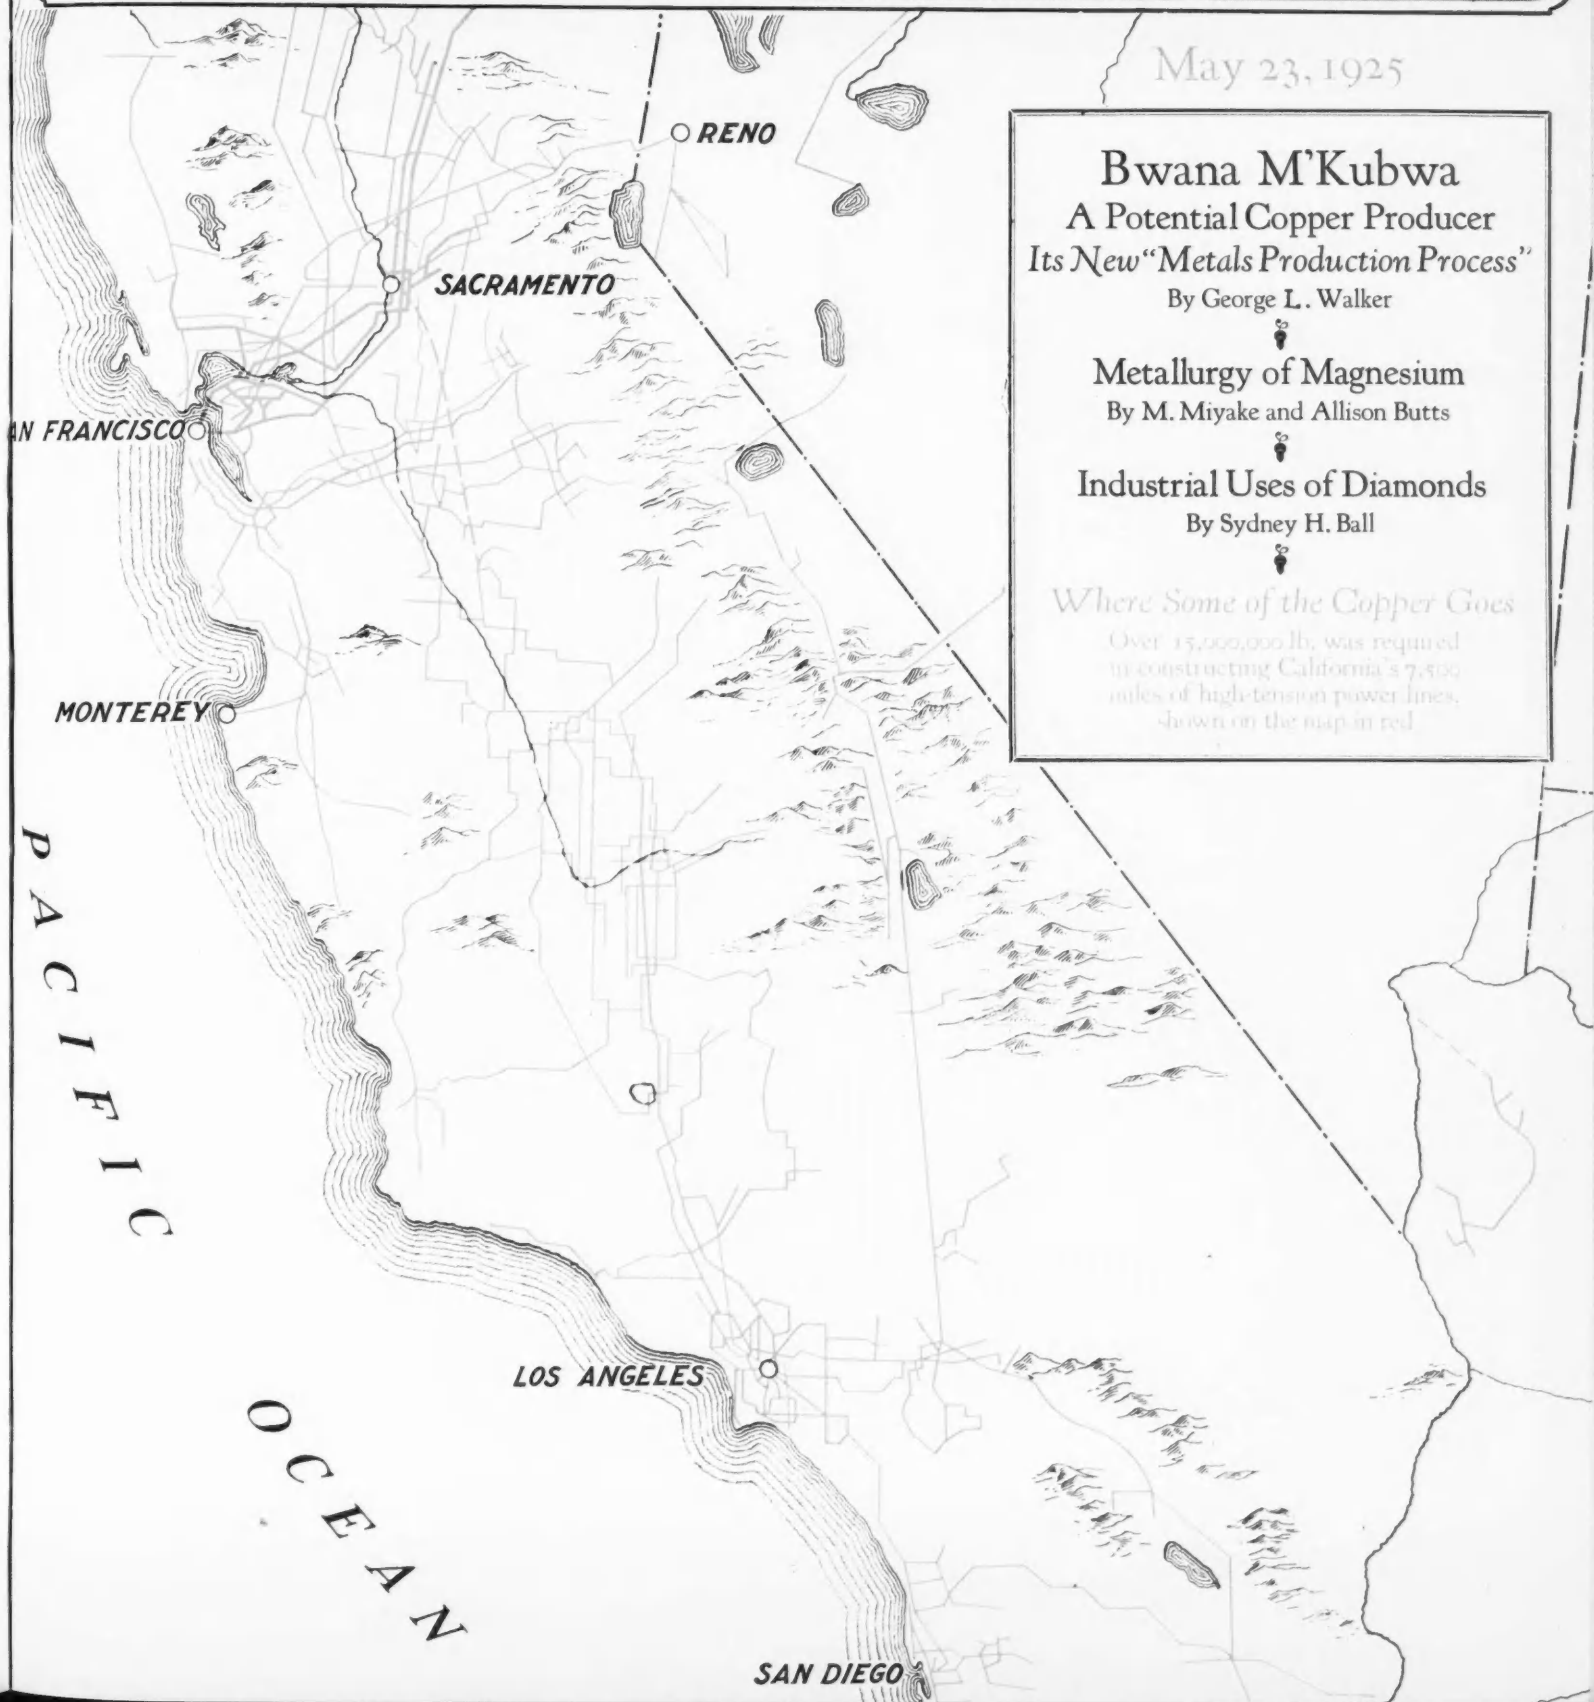 May 23, 1925
Bwana M'Kubwa
A Potential Copper Producer
Its New "Metals Production Process"
By George L. Walker
Metallurgy of Magnesium
By M. Miyake and Allison Butts
Industrial Uses of Diamonds
By Sydney H. Ball
Where Some of the Copper Goes
Over 15,000,000 lb. was required
in constructing California's 7,500
miles of high-tension power lines,
shown on the map in red
RENO
SACRAMENTO
AN FRANCISCO
MONTEREY
PACIFIC
OCEAN
LOS ANGELES
SAN DIEGO